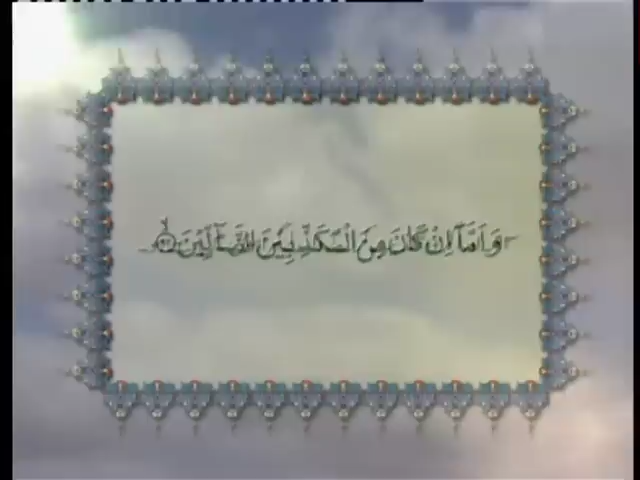 وَأَمَّآ إِنْ كَانَ مِنَ الْمُكَذِّبِينَ الضَّآلِّينَ